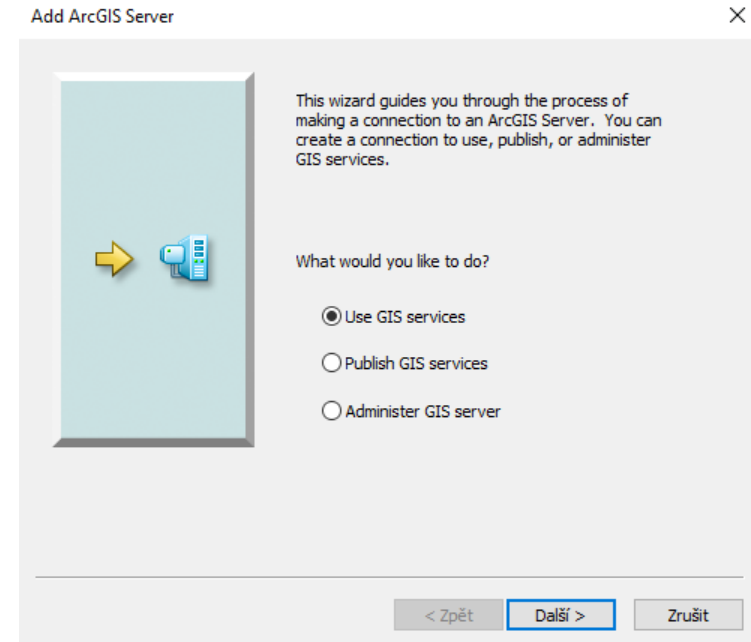 Add ArcGIS Server
This wizard guides you through the process of
making a connection to an ArcGIS Server. You can
create a connection to use, publish, or administer
GIS services.
What would you like to do?
Use GIS services
Publish GIS services
Administer GIS server
< Zpět Další > Zrušit